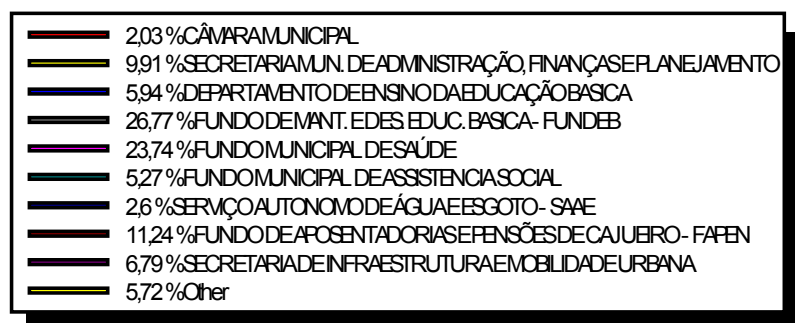 2,03 %CÂMARA MUNICIPAL
9,91 %SECRETARIA MUN. DE ADMINISTRAÇÃO, FINANÇAS E PLANEJAMENTO
5,94 %DEPARTAMENTO DE ENSINO DA EDUCAÇÃO BASICA
26,77 %FUNDO DE MANT. E DES. EDUC. BASICA - FUNDEB
23,74 %FUNDO MUNICIPAL DE SAÚDE
5,27 %FUNDO MUNICIPAL DE ASSISTENCIA SOCIAL
2,6 %SERVIÇO AUTONOMO DE ÁGUA E ESGOTO - SAAE
11,24 %FUNDO DE APOSENTADORIAS E PENSÕES DE CAJUEIRO - FAPEN
6,79 %SECRETARIA DE INFRAESTRUTURA E MOBILIDADE URBANA
5,72 %Other